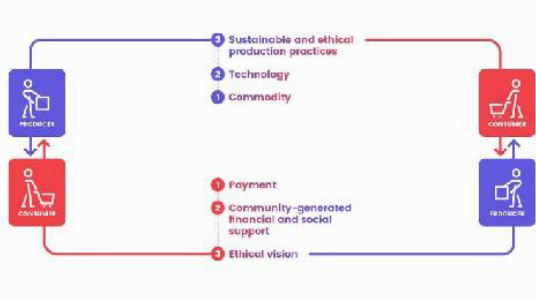 3 Sustainable and ethical
production practices
2 Technology
1 Commodity
PRODUCER
CONSUMER
CONSUMER
PRODUCER
1 Payment
2 Community-generated
financial and social
support
3 Ethical vision